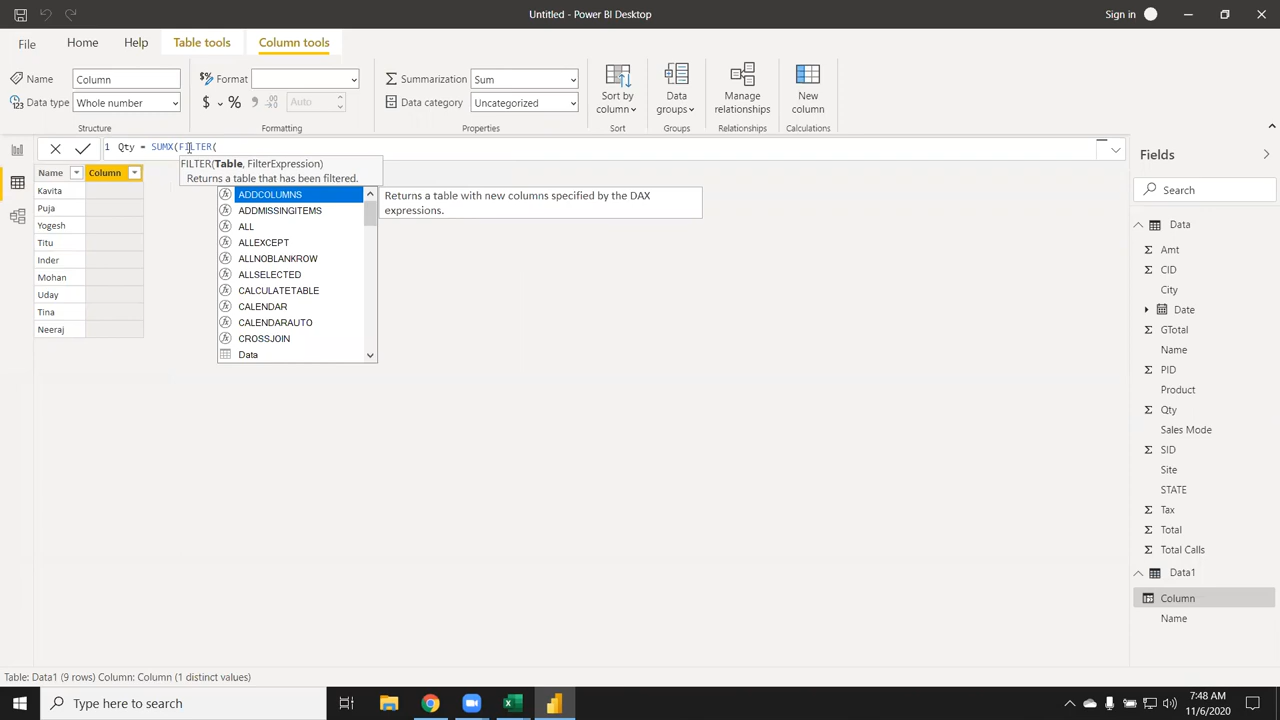 Untitled - Power BI Desktop
Sign in
File
Home
Help
Table tools
Column tools
Name
Column
Format
Summarization
Sum
Data type
Whole number
$
%
Auto
Data category
Uncategorized
Sort by
column
Data
groups
Manage
relationships
New
column
Structure
Formatting
Properties
Sort
Groups
Relationships
Calculations
1 Qty = SUMX(FILTER(
FILTER(Table, FilterExpression)
Returns a table that has been filtered.
Name
Column
Kavita
Puja
Yogesh
Titu
Inder
Mohan
Uday
Tina
Neeraj
ADDCOLUMNS
ADDMISSINGITEMS
ALL
ALLEXCEPT
ALLNOBLANKROW
ALLSELECTED
CALCULATETABLE
CALENDAR
CALENDARAUTO
CROSSJOIN
Data
Returns a table with new columns specified by the DAX
expressions.
Fields
Search
Data
Amt
CID
City
Date
GTotal
Name
PID
Product
Qty
Sales Mode
SID
Site
STATE
Tax
Total
Total Calls
Data1
Column
Name
Table: Data1 (9 rows) Column: Column (1 distinct values)
Type here to search
7:48 AM
11/6/2020